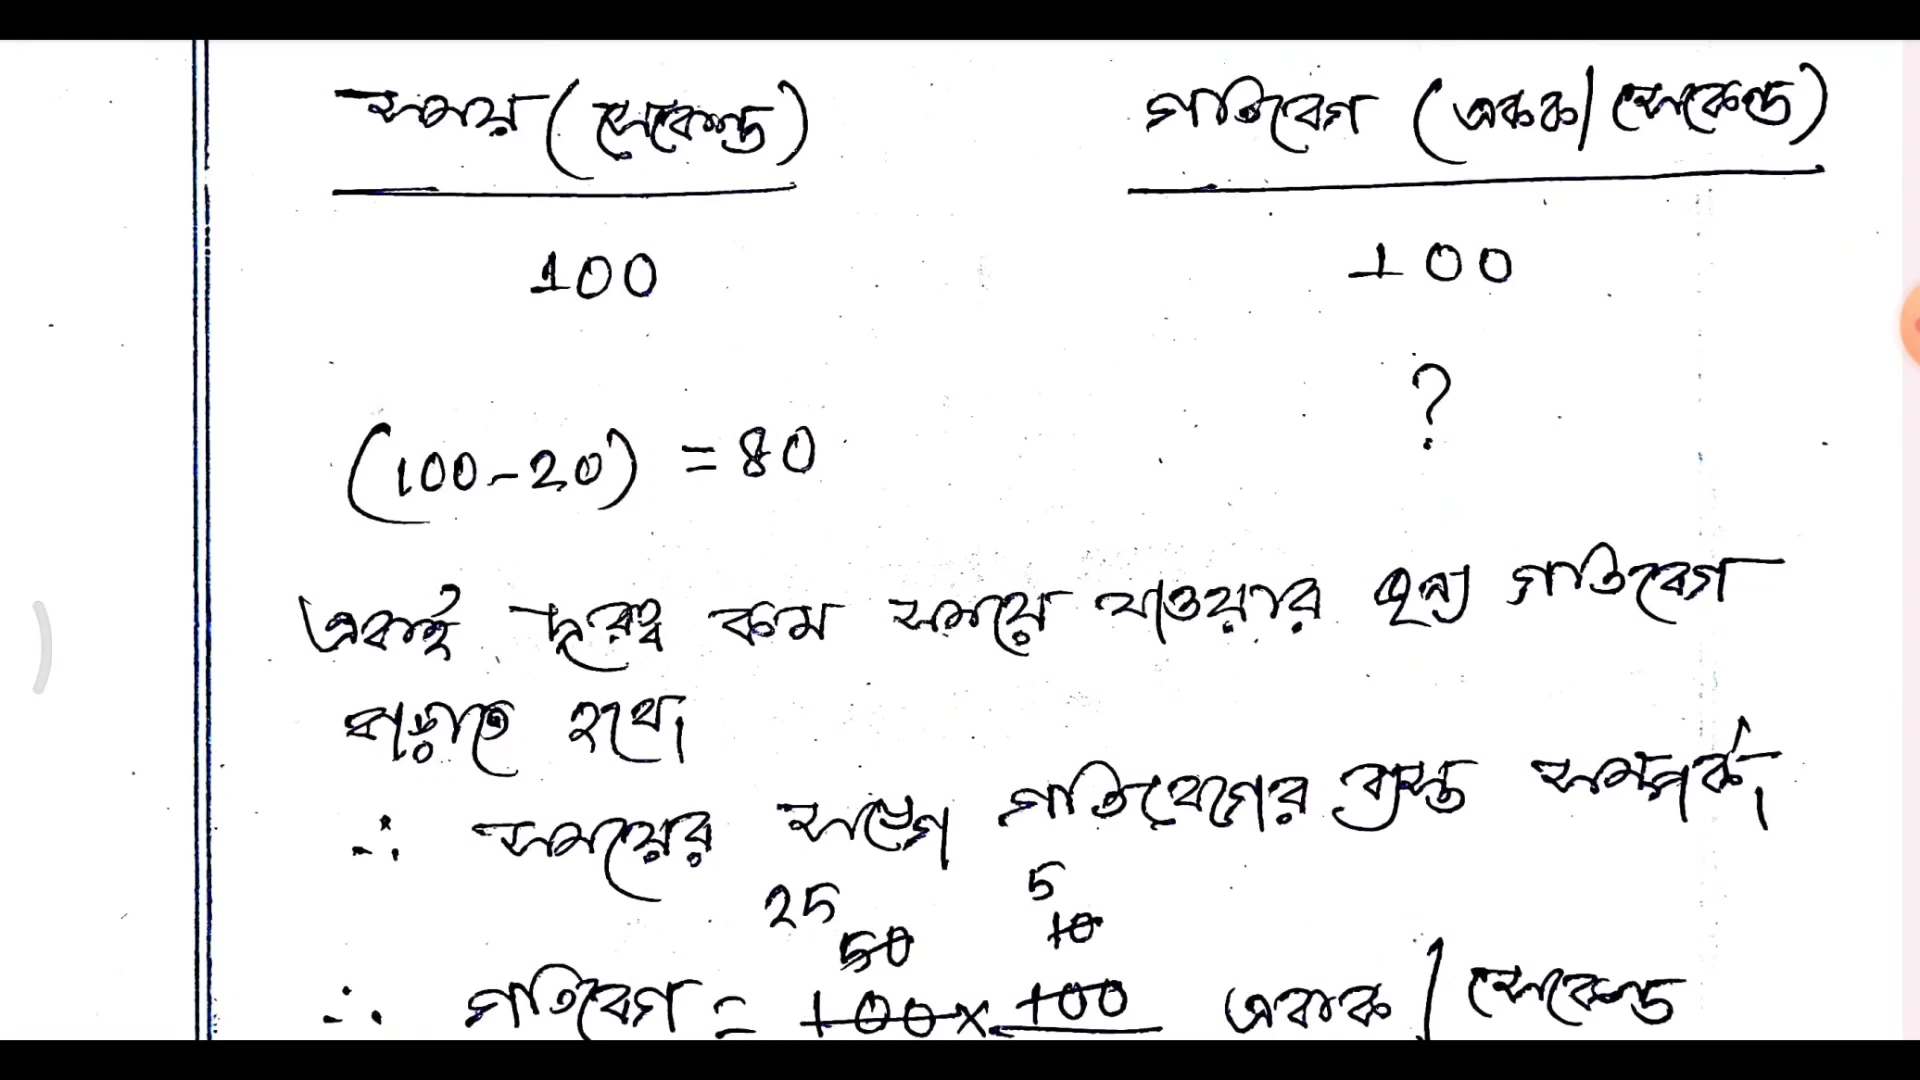 সময় (সেকেন্ড) গতিবেগ (একক/সেকেন্ড)
100 100
?
(100-20) = 80
একই দূরত্ব কম সময়ে যাওয়ার জন্য গতিবেগ
বাড়াতে হবে।
∴ সময়ের সঙ্গে গতিবেগের ব্যস্ত সম্পর্ক।
25 5
50 10
∴ গতিবেগ = 100 × 100 একক/সেকেন্ড